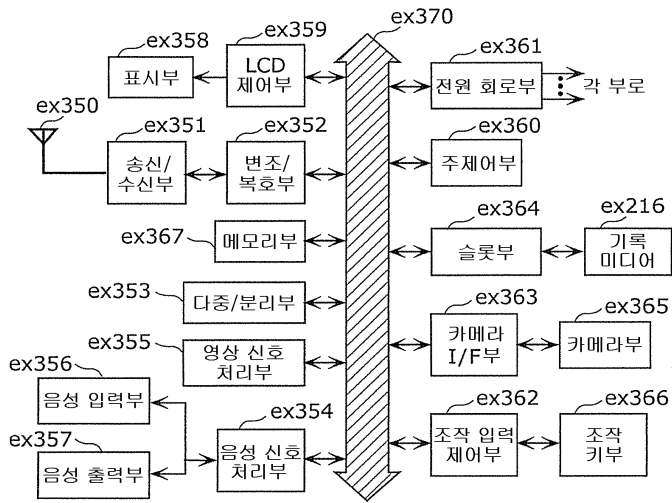 ex370
ex358
표시부
ex359
LCD
제어부
ex361
전원 회로부
각 부로
ex350
ex351
송신/
수신부
ex352
변조/
복호부
ex360
주제어부
ex367
메모리부
ex364
슬롯부
ex216
기록
미디어
ex353
다중/분리부
ex363
카메라
I/F부
ex365
카메라부
ex355
영상 신호
처리부
ex356
음성 입력부
ex357
음성 출력부
ex354
음성 신호
처리부
ex362
조작 입력
제어부
ex366
조작
키부